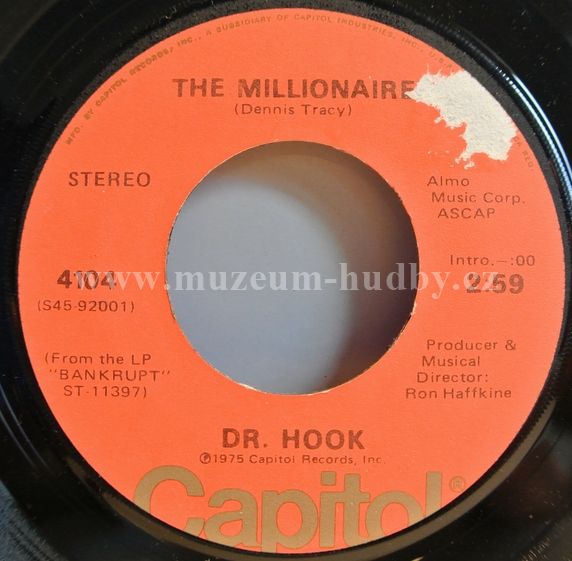 MFD. BY CAPITOL RECORDS, INC., A SUBSIDIARY OF CAPITOL INDUSTRIES, INC., U.S.A.
THE MILLIONAIRE
(Dennis Tracy)
STEREO
Almo
Music Corp.
ASCAP
Intro.–:00
4104
2:59
(S45-92001)
www.muzeum-hudby.cz
(From the LP
"BANKRUPT"
ST-11397)
Producer &
Musical
Director:
Ron Haffkine
DR. HOOK
℗1975 Capitol Records, Inc.
Capitol®